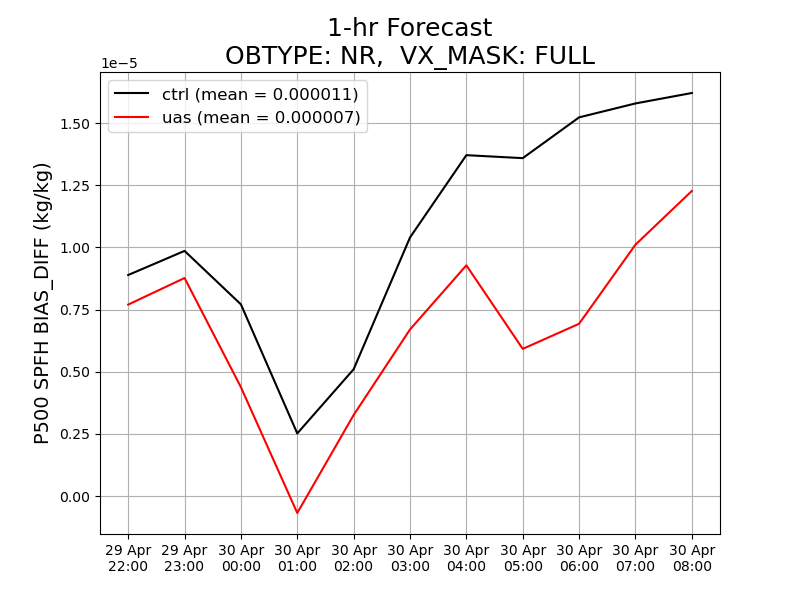 1-hr Forecast
OBTYPE: NR,  VX_MASK: FULL
1e−5
ctrl (mean = 0.000011)
uas (mean = 0.000007)
P500 SPFH BIAS_DIFF (kg/kg)
1.50
1.25
1.00
0.75
0.50
0.25
0.00
29 Apr 29 Apr 30 Apr 30 Apr 30 Apr 30 Apr 30 Apr 30 Apr 30 Apr 30 Apr 30 Apr
22:00 23:00 00:00 01:00 02:00 03:00 04:00 05:00 06:00 07:00 08:00